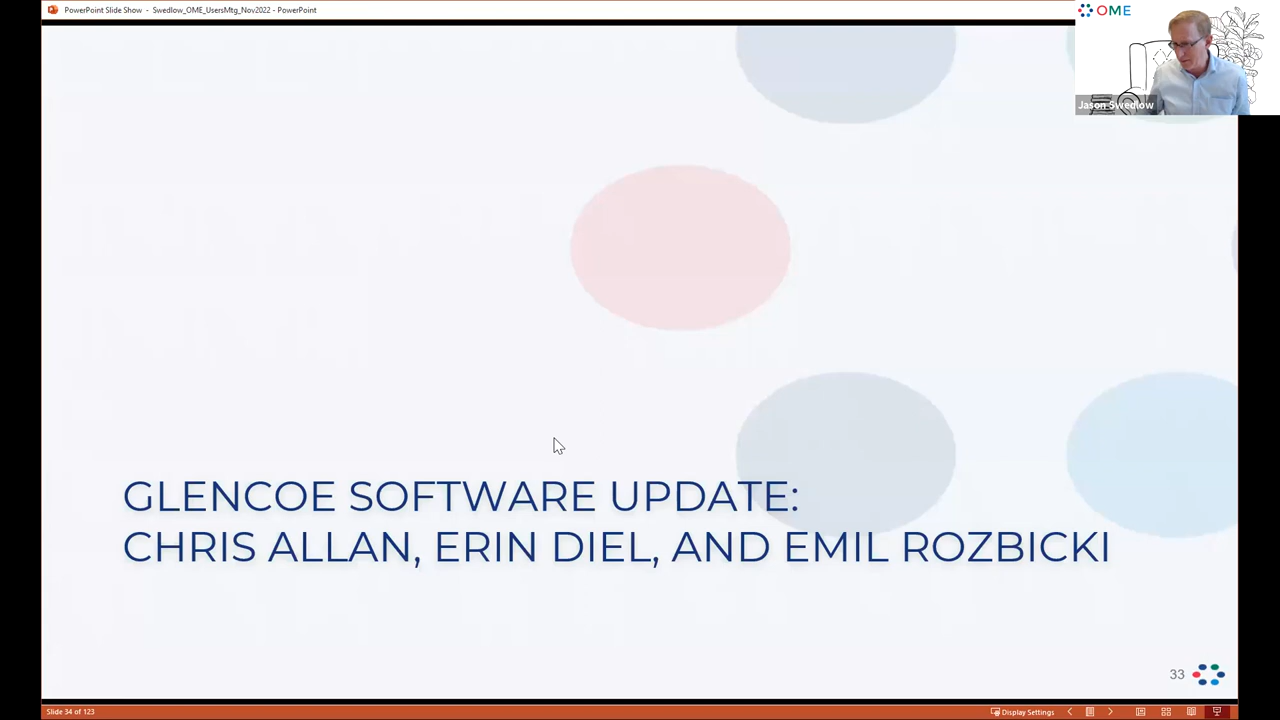 PowerPoint Slide Show - Swedlow_OME_UsersMtg_Nov2022 - PowerPoint
OME
Jason Swedlow
GLENCOE SOFTWARE UPDATE:
CHRIS ALLAN, ERIN DIEL, AND EMIL ROZBICKI
33
Slide 34 of 123
Display Settings